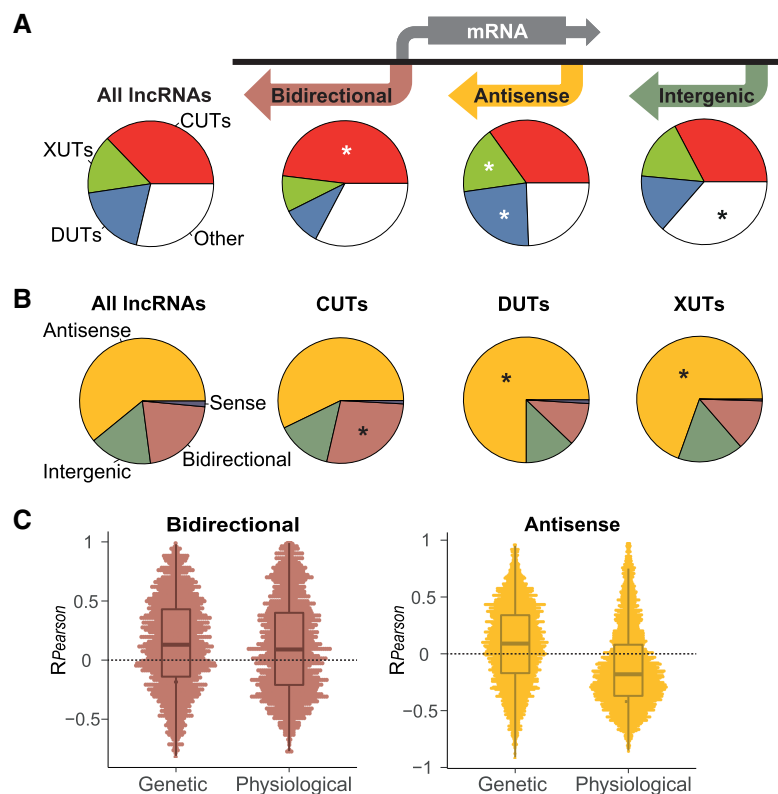 A
mRNA
Bidirectional
Antisense
Intergenic
All lncRNAs
CUTs
XUTs
DUTs
Other
*
*
*
*
B
All lncRNAs
CUTs
DUTs
XUTs
Antisense
Sense
Bidirectional
Intergenic
*
*
*
C
Bidirectional
Antisense
RPearson
1
0.5
0
−0.5
Genetic
Physiological
RPearson
1
0.5
0
−0.5
−1
Genetic
Physiological